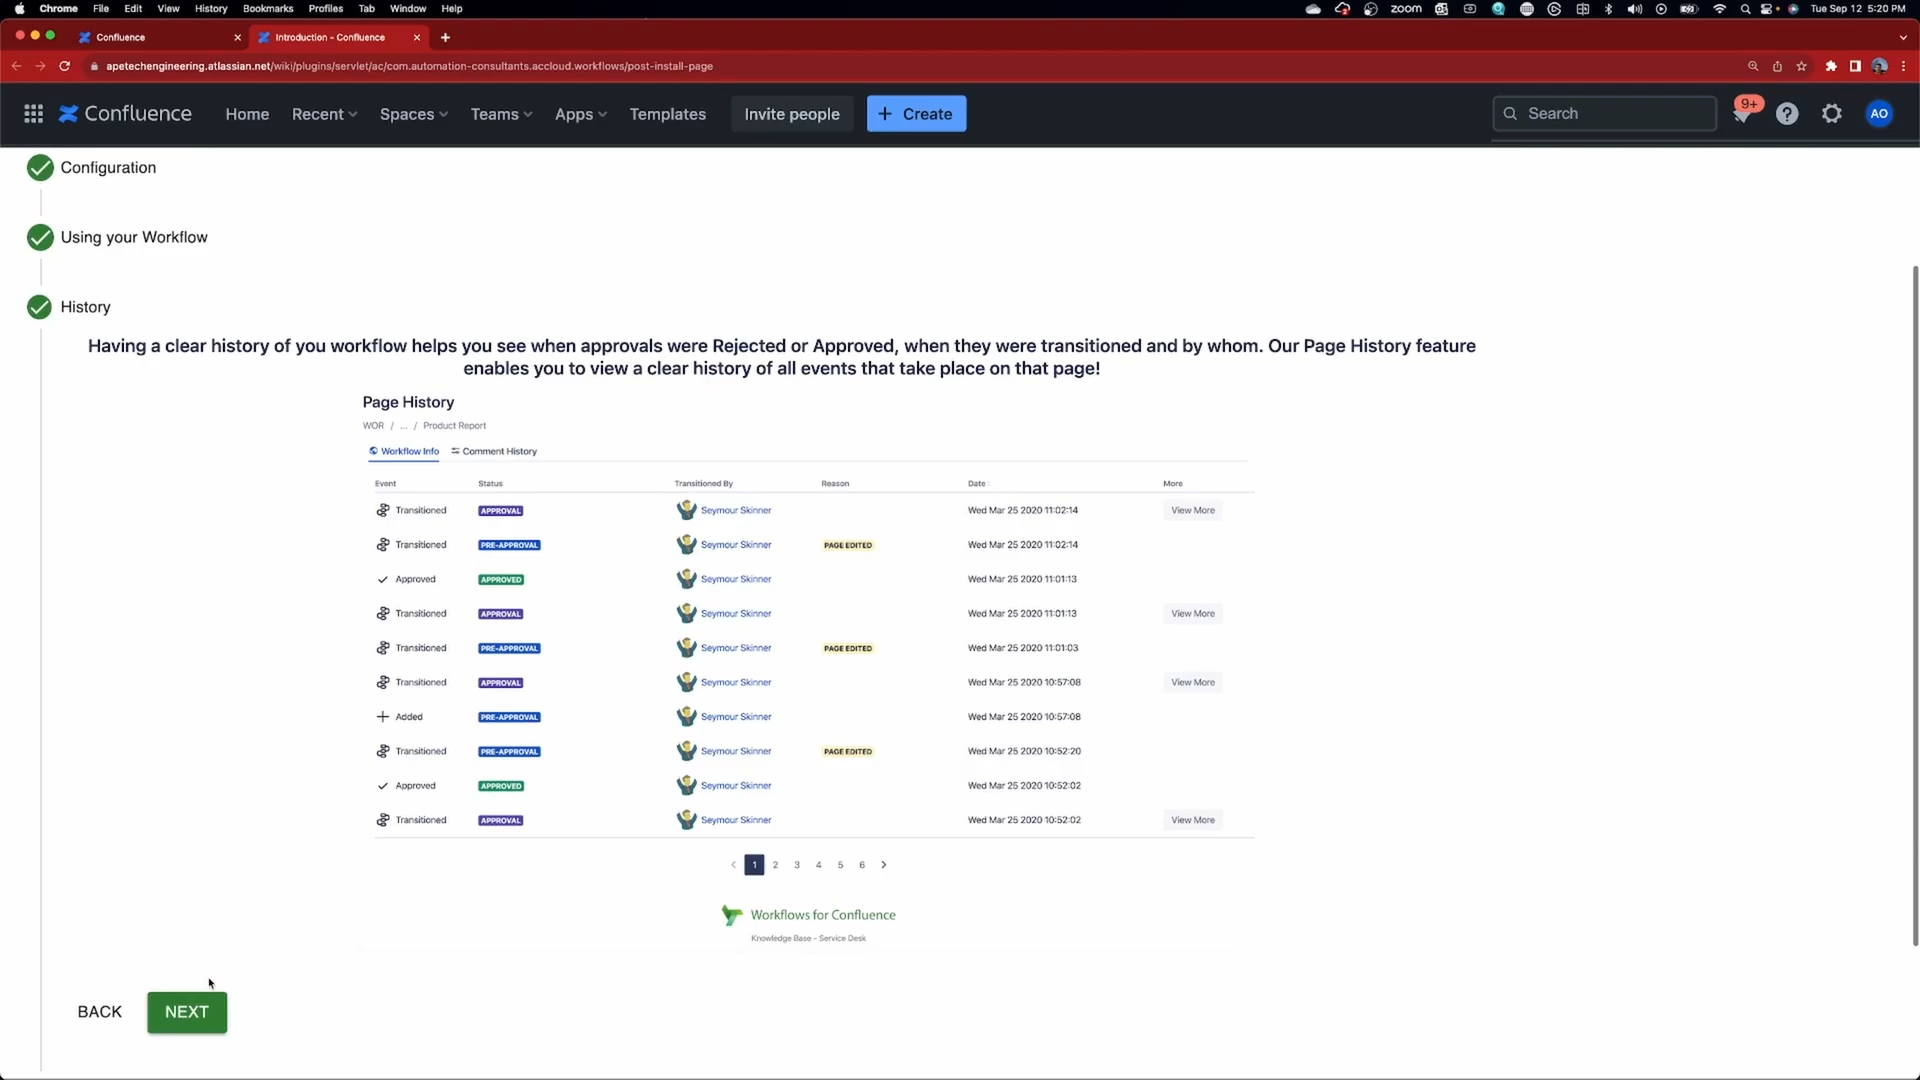 Chrome File Edit View History Bookmarks Profiles Tab Window Help zoom Tue Sep 12 5:20 PM
Confluence Introduction - Confluence
apetechengineering.atlassian.net/wiki/plugins/servlet/ac/com.automation-consultants.accloud.workflows/post-install-page
Confluence Home Recent Spaces Teams Apps Templates Invite people + Create Search 9+ AO
Configuration
Using your Workflow
History
Having a clear history of you workflow helps you see when approvals were Rejected or Approved, when they were transitioned and by whom. Our Page History feature
enables you to view a clear history of all events that take place on that page!
Page History
WOR / ... / Product Report
Workflow Info Comment History
Event Status Transitioned By Reason Date More
Transitioned APPROVAL Seymour Skinner Wed Mar 25 2020 11:02:14 View More
Transitioned PRE-APPROVAL Seymour Skinner PAGE EDITED Wed Mar 25 2020 11:02:14
Approved APPROVED Seymour Skinner Wed Mar 25 2020 11:01:13
Transitioned APPROVAL Seymour Skinner Wed Mar 25 2020 11:01:13 View More
Transitioned PRE-APPROVAL Seymour Skinner PAGE EDITED Wed Mar 25 2020 11:01:03
Transitioned APPROVAL Seymour Skinner Wed Mar 25 2020 10:57:08 View More
Added PRE-APPROVAL Seymour Skinner Wed Mar 25 2020 10:57:08
Transitioned PRE-APPROVAL Seymour Skinner PAGE EDITED Wed Mar 25 2020 10:52:20
Approved APPROVED Seymour Skinner Wed Mar 25 2020 10:52:02
Transitioned APPROVAL Seymour Skinner Wed Mar 25 2020 10:52:02 View More
1 2 3 4 5 6
Workflows for Confluence
Knowledge Base - Service Desk
BACK NEXT